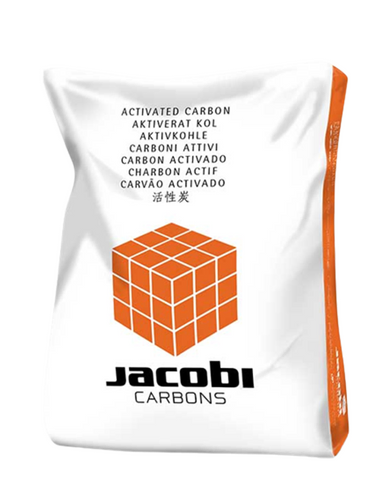 ACTIVATED CARBON
AKTIVERAT KOL
AKTIVKOHLE
CARBONI ATTIVI
CARBON ACTIVADO
CHARBON ACTIF
CARVÃO ACTIVADO
活性炭
JACOBI
CARBONS